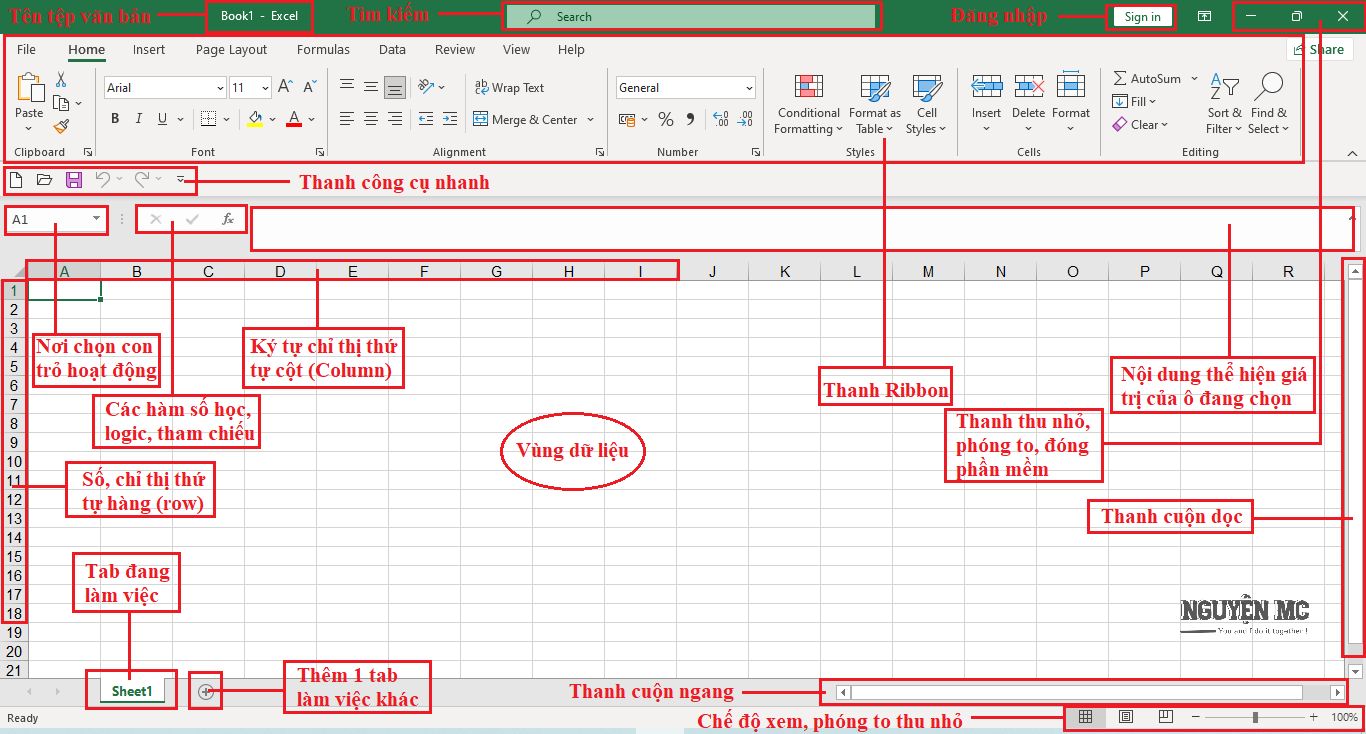 Tên tệp văn bản
Book1 - Excel
Tìm kiếm
Search
Đăng nhập
Sign in
File Home Insert Page Layout Formulas Data Review View Help
Share
Arial 11
Wrap Text
General
AutoSum
Paste
Fill
B I U
Merge & Center
% 9 .00 .00
Conditional Formatting
Format as Table
Cell Styles
Insert Delete Format
Clear
Sort & Filter
Find & Select
Clipboard Font Alignment Number Styles Cells Editing
Thanh công cụ nhanh
A1
fx
A B C D E F G H I J K L M N O P Q R
1
2
3
4
5
6
7
8
9
10
11
12
13
14
15
16
17
18
19
20
21
Nơi chọn con
trỏ hoạt động
Ký tự chỉ thị thứ
tự cột (Column)
Nội dung thể hiện giá
trị của ô đang chọn
Thanh Ribbon
Các hàm số học,
logic, tham chiếu
Thanh thu nhỏ,
phóng to, đóng
phần mềm
Vùng dữ liệu
Số, chỉ thị thứ
tự hàng (row)
Thanh cuộn dọc
Tab đang
làm việc
NGUYỄN MC
You and I do it together !
Sheet1
Thêm 1 tab
làm việc khác
Thanh cuộn ngang
Ready
Chế độ xem, phóng to thu nhỏ
100%